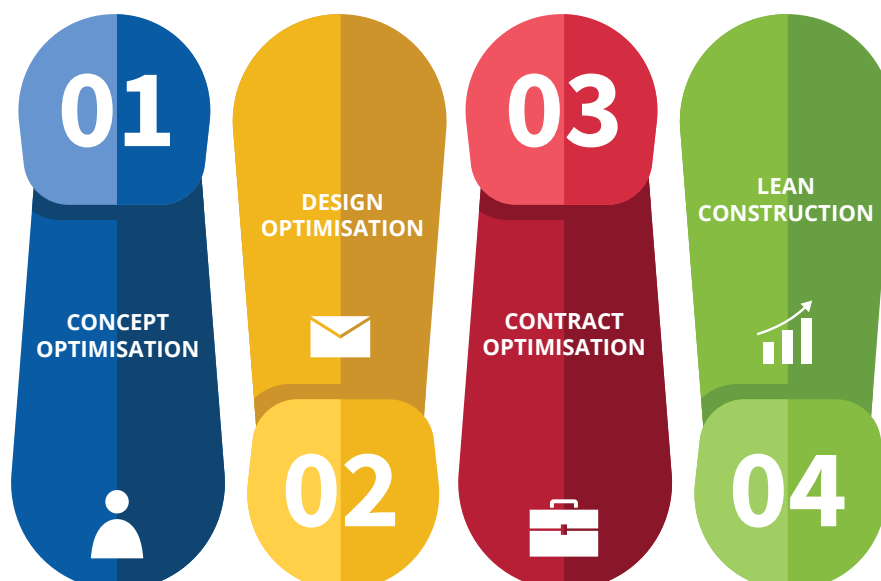 01
CONCEPT
OPTIMISATION
DESIGN
OPTIMISATION
02
03
CONTRACT
OPTIMISATION
LEAN
CONSTRUCTION
04